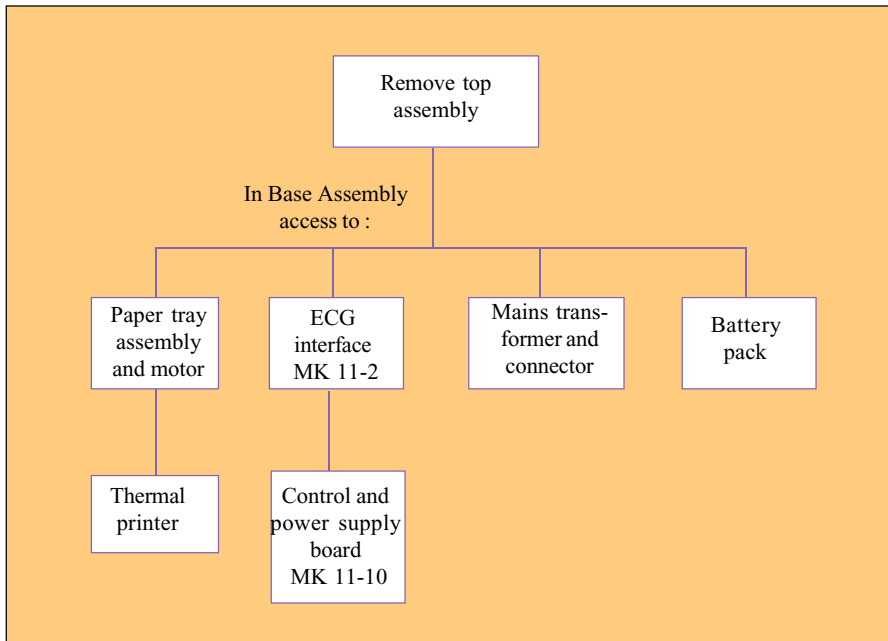 Remove top
assembly
In Base Assembly
access to :
Paper tray
assembly
and motor
ECG
interface
MK 11-2
Mains trans-
former and
connector
Battery
pack
Thermal
printer
Control and
power supply
board
MK 11-10